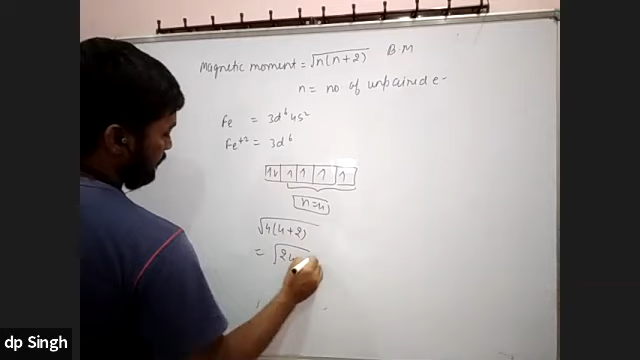 Magnetic moment = √n(n+2) B.M
n = no of unpaired e-
Fe = 3d⁶ 4s²
Fe⁺² = 3d⁶
1↓ 1 1 1 1
n=4
√4(4+2)
= √24
dp Singh